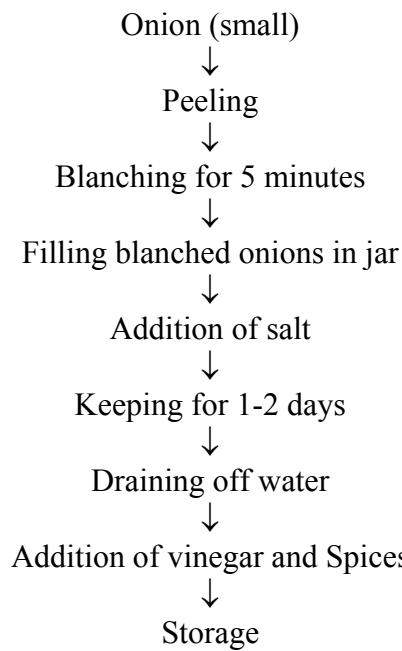 Onion (small)
↓
Peeling
↓
Blanching for 5 minutes
↓
Filling blanched onions in jar
↓
Addition of salt
↓
Keeping for 1-2 days
↓
Draining off water
↓
Addition of vinegar and Spices
↓
Storage